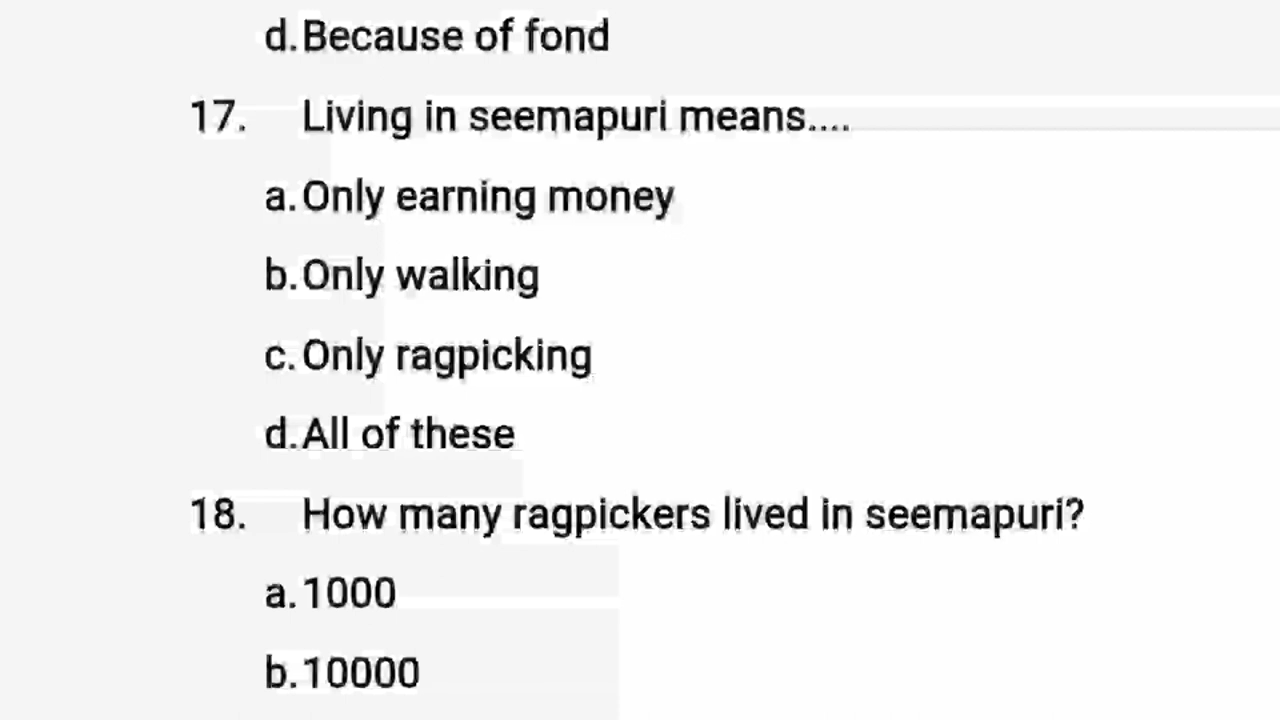 d. Because of fond
17. Living in seemapuri means....
a. Only earning money
b. Only walking
c. Only ragpicking
d. All of these
18. How many ragpickers lived in seemapuri?
a. 1000
b. 10000